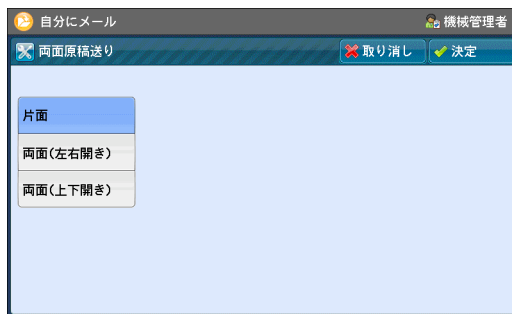 自分にメール
機械管理者
両面原稿送り
取り消し
決定
片面
両面(左右開き)
両面(上下開き)